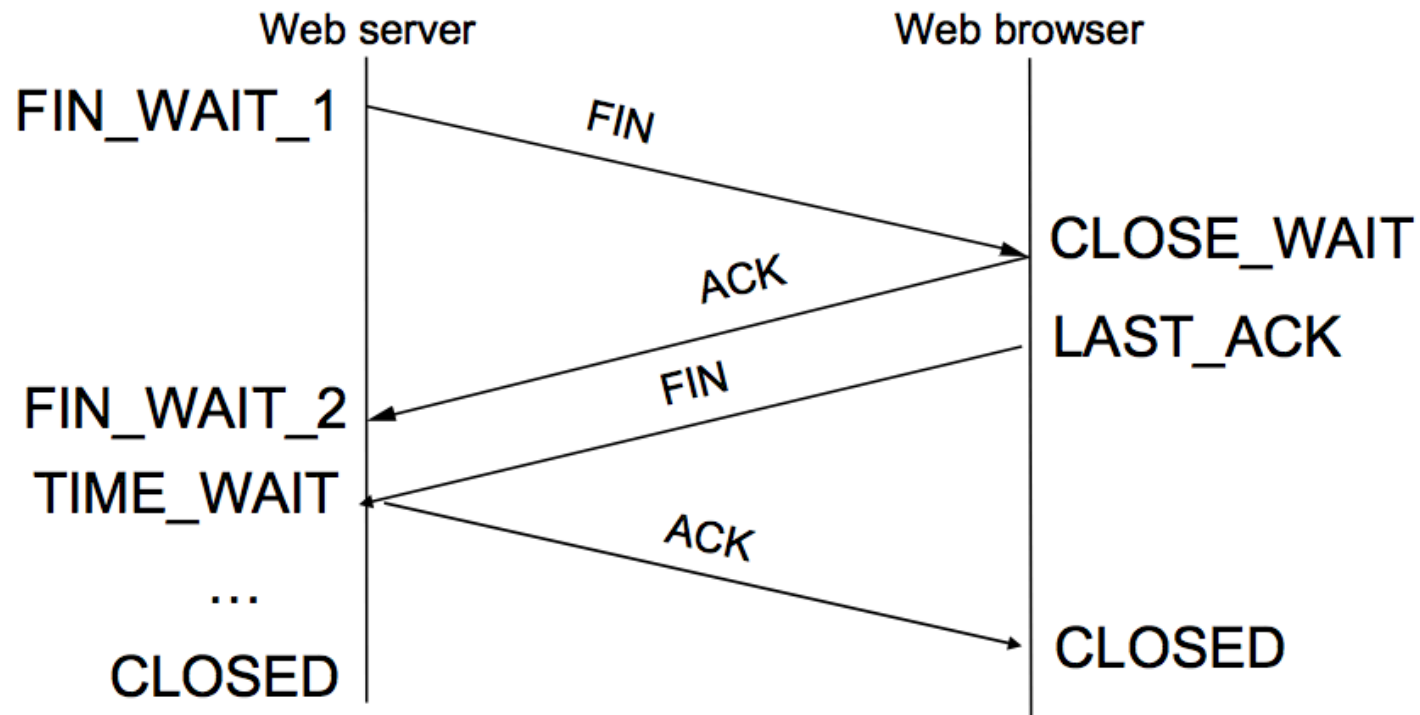 Web server
Web browser
FIN_WAIT_1
FIN
CLOSE_WAIT
ACK
LAST_ACK
FIN
FIN_WAIT_2
TIME_WAIT
ACK
...
CLOSED
CLOSED